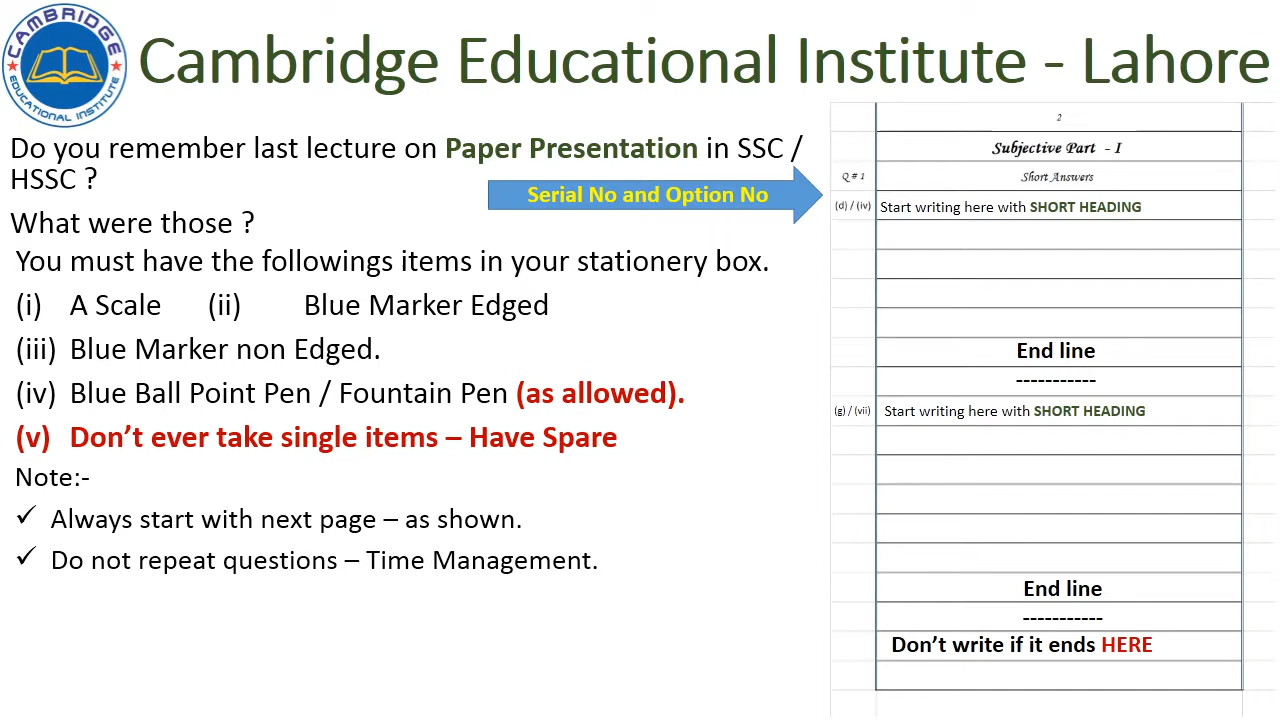 CAMBRIDGE
EDUCATIONAL INSTITUTE
Cambridge Educational Institute - Lahore
Do you remember last lecture on Paper Presentation in SSC /
HSSC ?
Serial No and Option No
What were those ?
You must have the followings items in your stationery box.
(i) A Scale (ii) Blue Marker Edged
(iii) Blue Marker non Edged.
(iv) Blue Ball Point Pen / Fountain Pen (as allowed).
(v) Don’t ever take single items – Have Spare
Note:-
✓ Always start with next page – as shown.
✓ Do not repeat questions – Time Management.
2
Subjective Part - I
Q # 1 Short Answers
(d) / (iv) Start writing here with SHORT HEADING
End line
-----------
(g) / (vii) Start writing here with SHORT HEADING
End line
-----------
Don’t write if it ends HERE